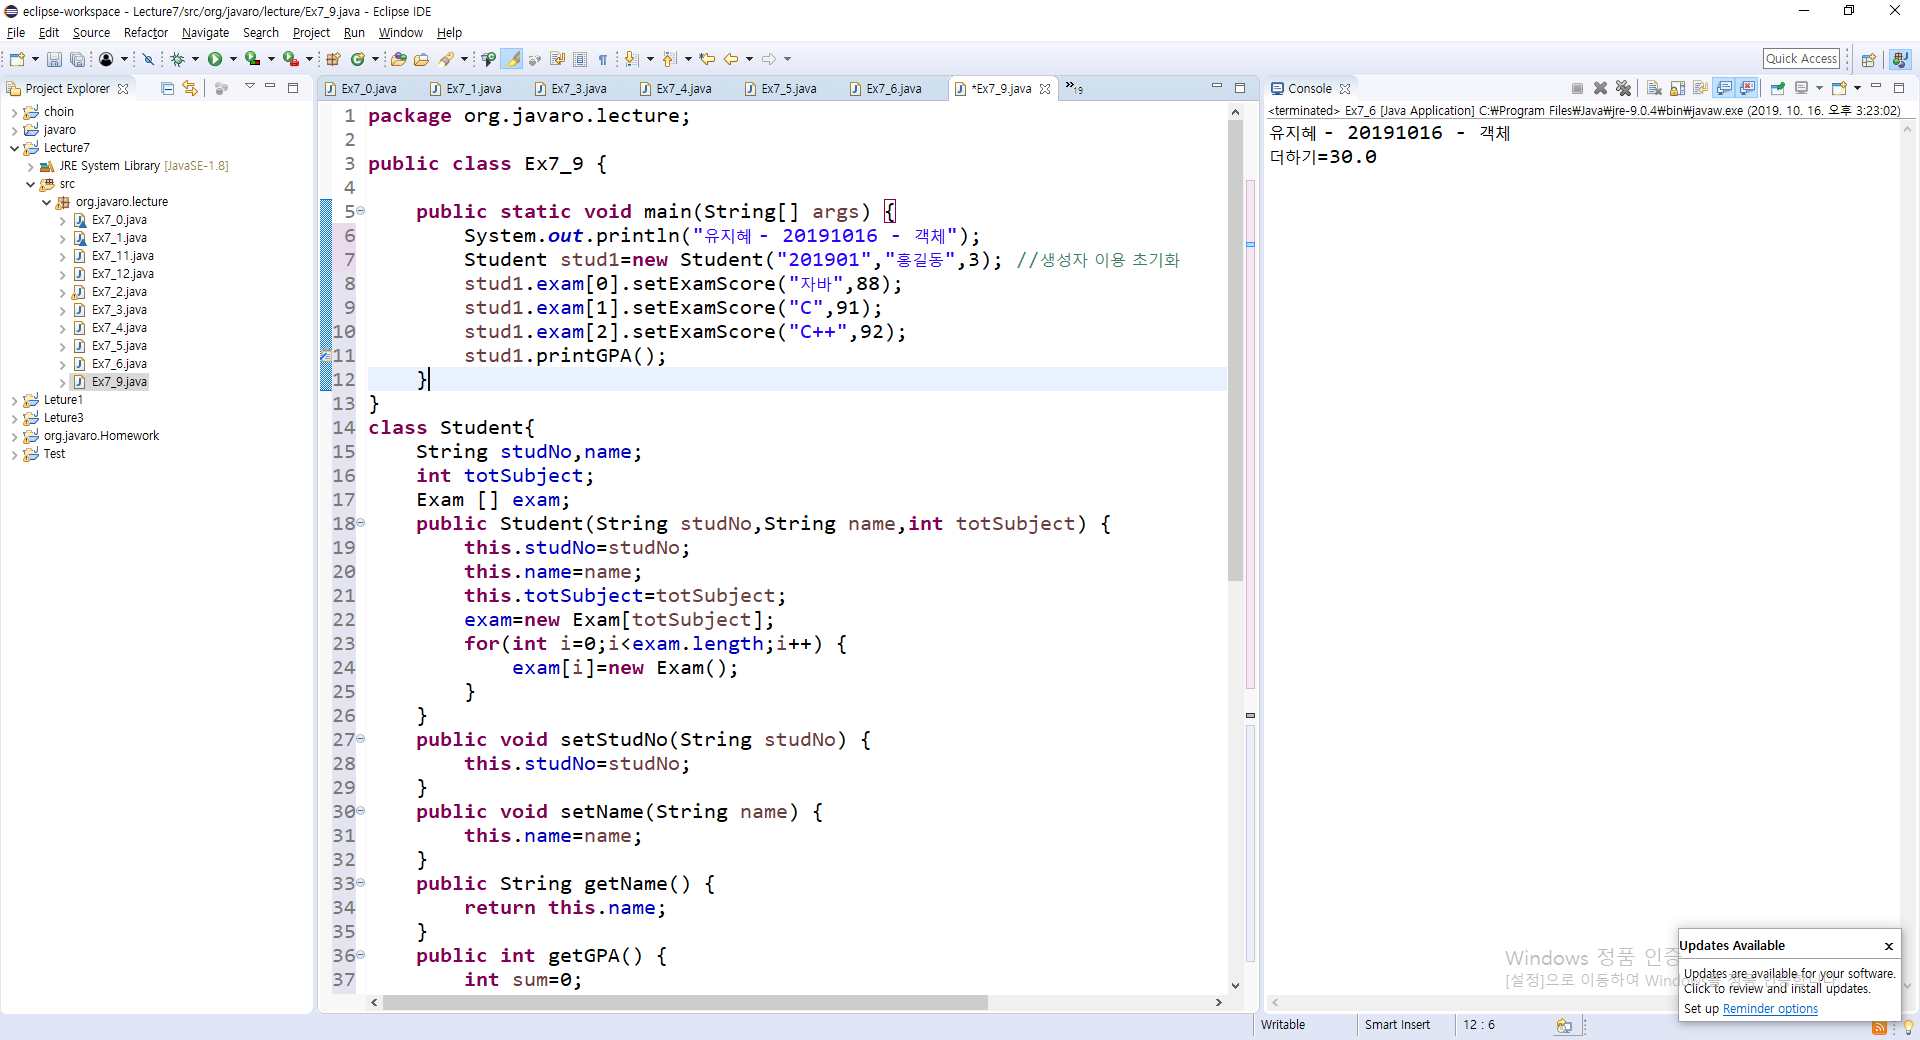 eclipse-workspace - Lecture7/src/org/javaro/lecture/Ex7_9.java - Eclipse IDE
File Edit Source Refactor Navigate Search Project Run Window Help
Quick Access
Project Explorer
choin
javaro
Lecture7
JRE System Library [JavaSE-1.8]
src
org.javaro.lecture
Ex7_0.java
Ex7_1.java
Ex7_11.java
Ex7_12.java
Ex7_2.java
Ex7_3.java
Ex7_4.java
Ex7_5.java
Ex7_6.java
Ex7_9.java
Leture1
Leture3
org.javaro.Homework
Test
Ex7_0.java Ex7_1.java Ex7_3.java Ex7_4.java Ex7_5.java Ex7_6.java *Ex7_9.java »19
1 package org.javaro.lecture;
2
3 public class Ex7_9 {
4
5 public static void main(String[] args) {
6 System.out.println("유지혜 - 20191016 - 객체");
7 Student stud1=new Student("201901","홍길동",3); //생성자 이용 초기화
8 stud1.exam[0].setExamScore("자바",88);
9 stud1.exam[1].setExamScore("C",91);
10 stud1.exam[2].setExamScore("C++",92);
11 stud1.printGPA();
12 }
13 }
14 class Student{
15 String studNo,name;
16 int totSubject;
17 Exam [] exam;
18 public Student(String studNo,String name,int totSubject) {
19 this.studNo=studNo;
20 this.name=name;
21 this.totSubject=totSubject;
22 exam=new Exam[totSubject];
23 for(int i=0;i<exam.length;i++) {
24 exam[i]=new Exam();
25 }
26 }
27 public void setStudNo(String studNo) {
28 this.studNo=studNo;
29 }
30 public void setName(String name) {
31 this.name=name;
32 }
33 public String getName() {
34 return this.name;
35 }
36 public int getGPA() {
37 int sum=0;
Console
<terminated> Ex7_6 [Java Application] C:₩Program Files₩Java₩jre-9.0.4₩bin₩javaw.exe (2019. 10. 16. 오후 3:23:02)
유지혜 - 20191016 - 객체
더하기=30.0
Windows 정품 인증
[설정]으로 이동하여
Updates Available
Updates are available for your software.
Click to review and install updates.
Set up Reminder options
Writable Smart Insert 12 : 6